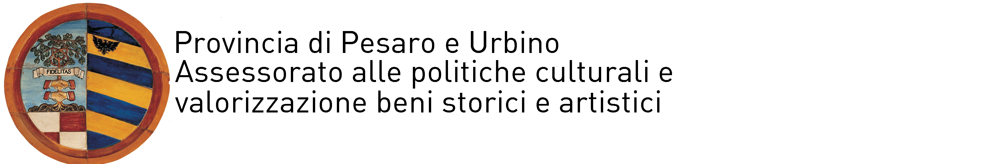 Provincia di Pesaro e Urbino
Assessorato alle politiche culturali e
valorizzazione beni storici e artistici
FIDELITAS